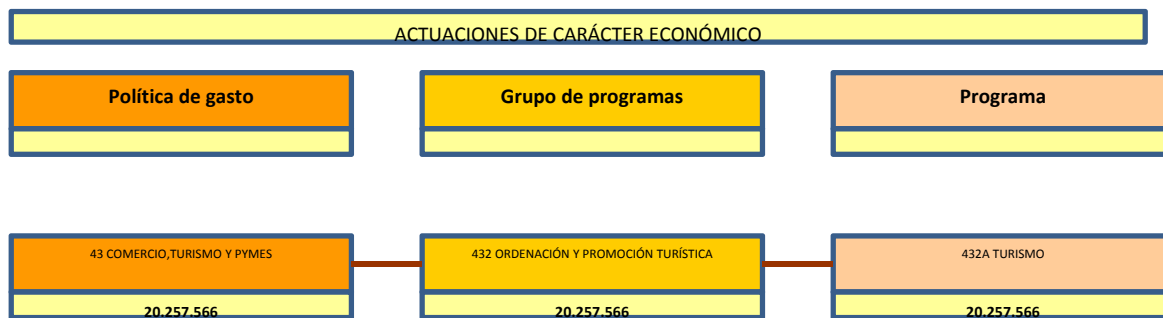 ACTUACIONES DE CARÁCTER ECONÓMICO
Política de gasto
Grupo de programas
Programa
43 COMERCIO,TURISMO Y PYMES
432 ORDENACIÓN Y PROMOCIÓN TURÍSTICA
432A TURISMO
20.257.566
20.257.566
20.257.566